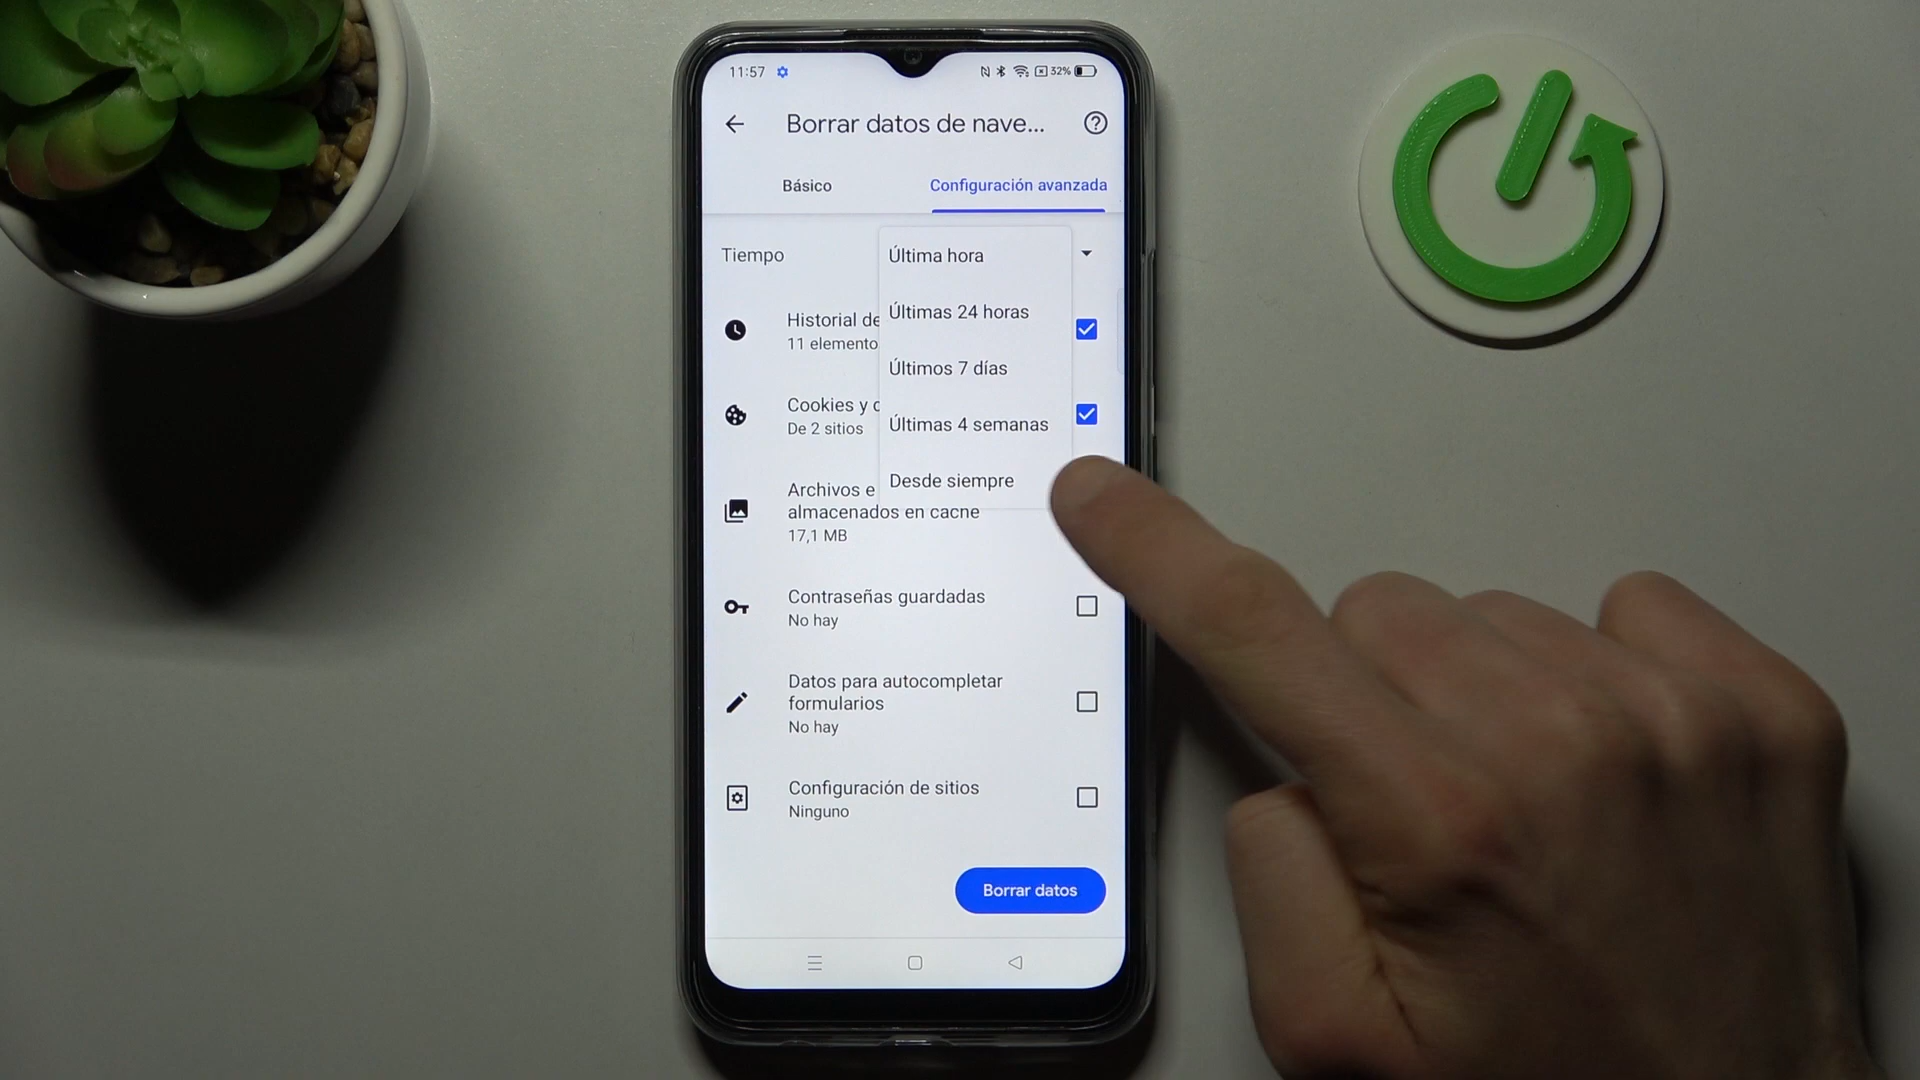 11:57
32%
Borrar datos de nave...
Básico
Configuración avanzada
Tiempo
Última hora
Últimas 24 horas
Últimos 7 días
Últimas 4 semanas
Desde siempre
Historial de
11 elemento
Cookies y
De 2 sitios
Archivos e
almacenados en cache
17,1 MB
Contraseñas guardadas
No hay
Datos para autocompletar
formularios
No hay
Configuración de sitios
Ninguno
Borrar datos